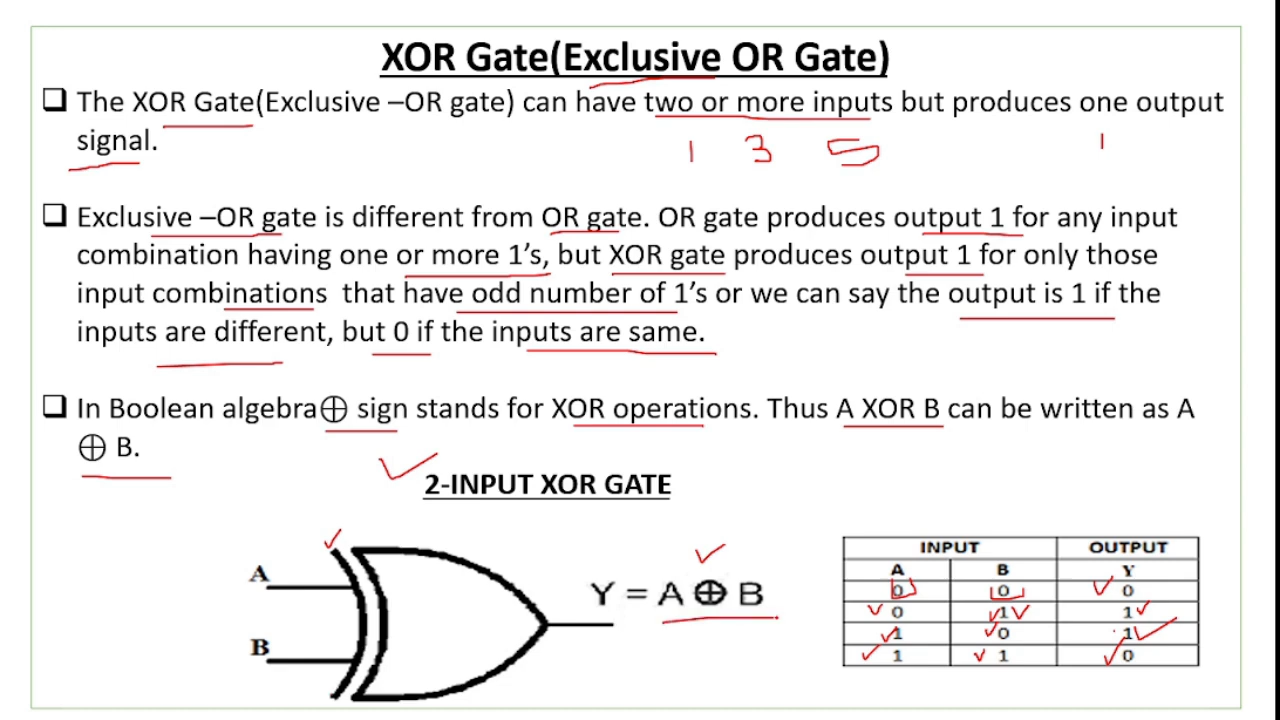 XOR Gate(Exclusive OR Gate)
❑ The XOR Gate(Exclusive –OR gate) can have two or more inputs but produces one output
signal.
1 3 5 1
❑ Exclusive –OR gate is different from OR gate. OR gate produces output 1 for any input
combination having one or more 1’s, but XOR gate produces output 1 for only those
input combinations that have odd number of 1’s or we can say the output is 1 if the
inputs are different, but 0 if the inputs are same.
❑ In Boolean algebra⊕ sign stands for XOR operations. Thus A XOR B can be written as A
⊕ B.
2-INPUT XOR GATE
A
B
Y = A ⊕ B
INPUT OUTPUT
A B Y
0 0 0
0 1 1
1 0 1
1 1 0